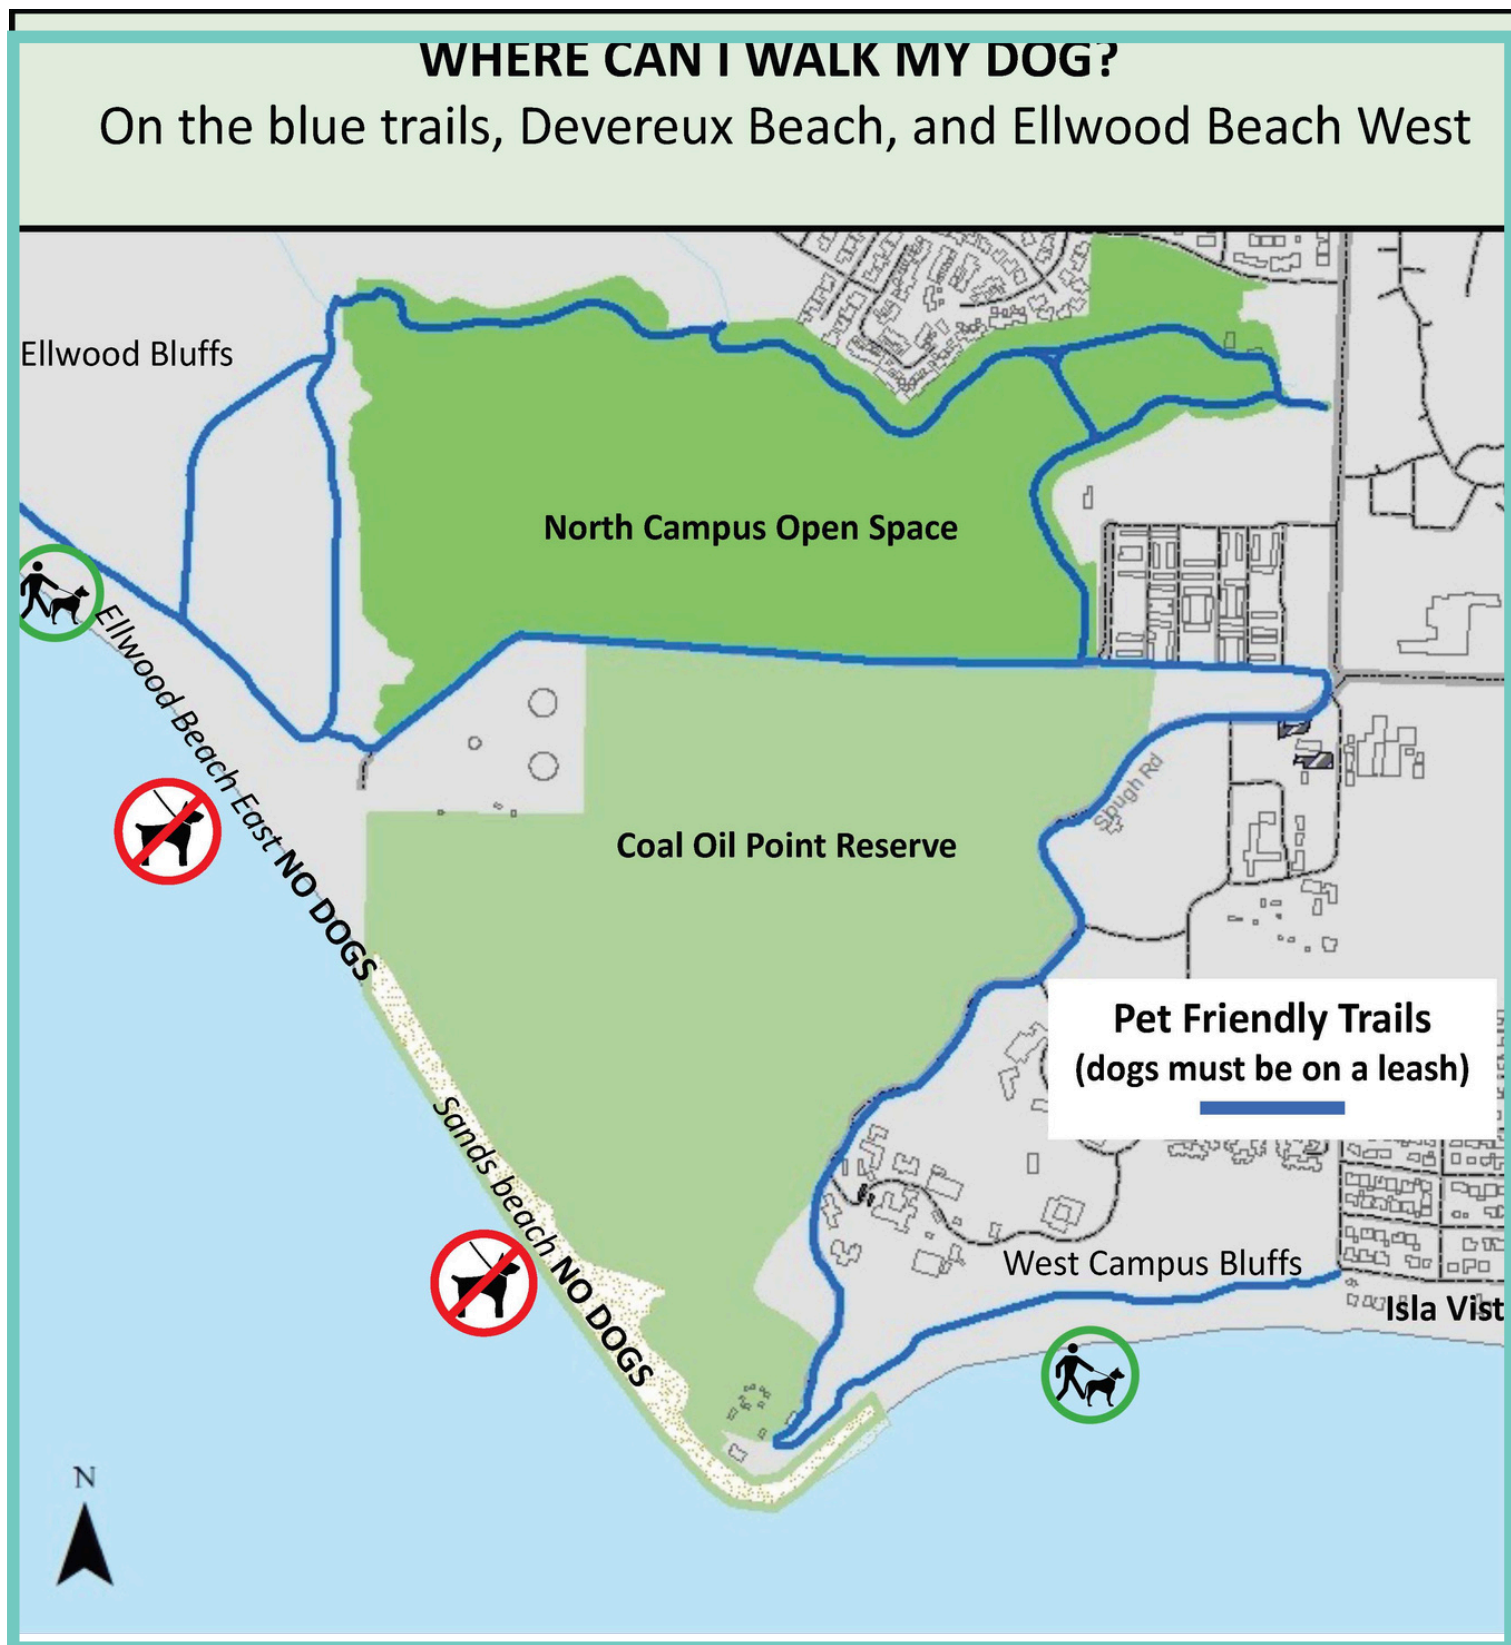 WHERE CAN I WALK MY DOG?
On the blue trails, Devereux Beach, and Ellwood Beach West
Ellwood Bluffs
North Campus Open Space
Ellwood Beach East NO DOGS
Slough Rd
Coal Oil Point Reserve
Pet Friendly Trails
(dogs must be on a leash)
Sands beach NO DOGS
West Campus Bluffs
Isla Vist
N